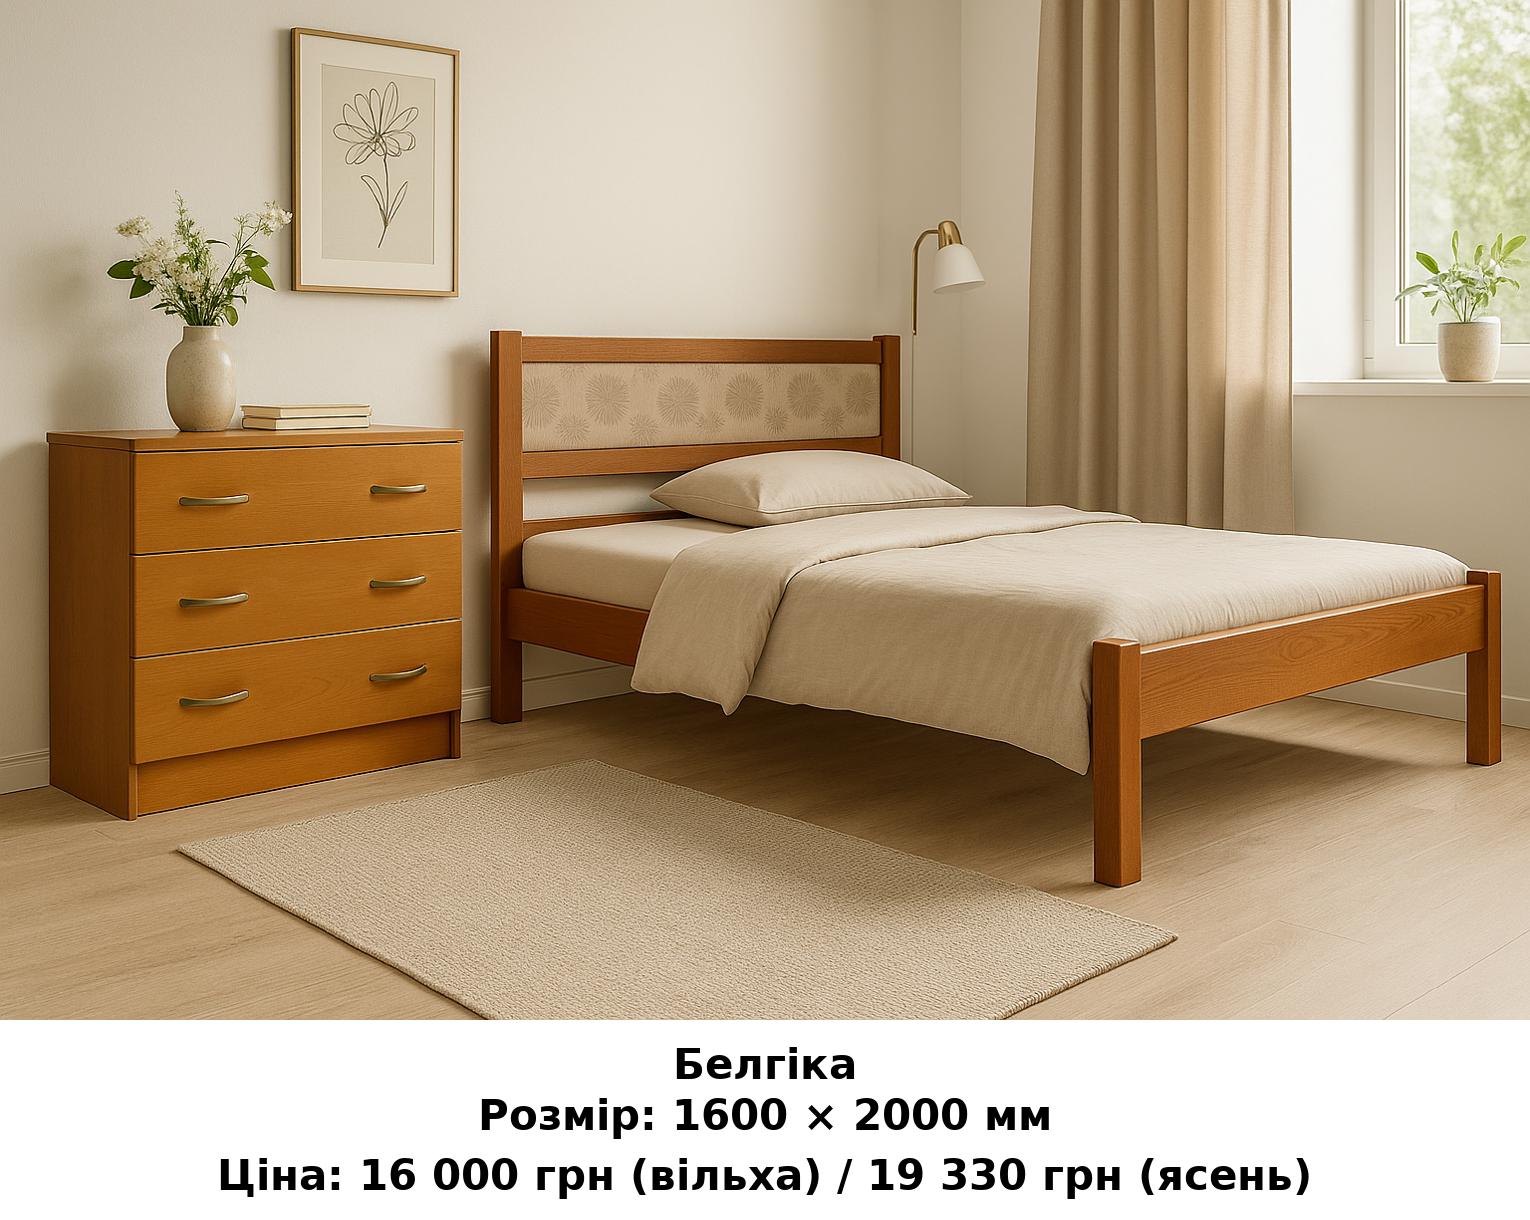 Белгіка
Розмір: 1600 × 2000 мм
Ціна: 16 000 грн (вільха) / 19 330 грн (ясень)